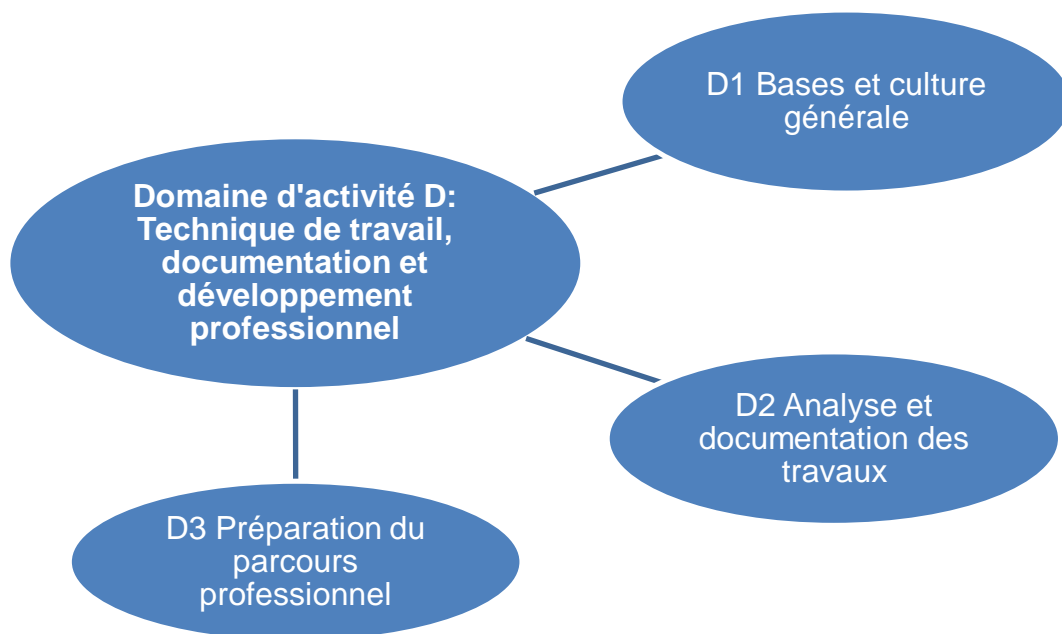 D1 Bases et culture
générale
Domaine d'activité D:
Technique de travail,
documentation et
développement
professionnel
D2 Analyse et
documentation des
travaux
D3 Préparation du
parcours
professionnel